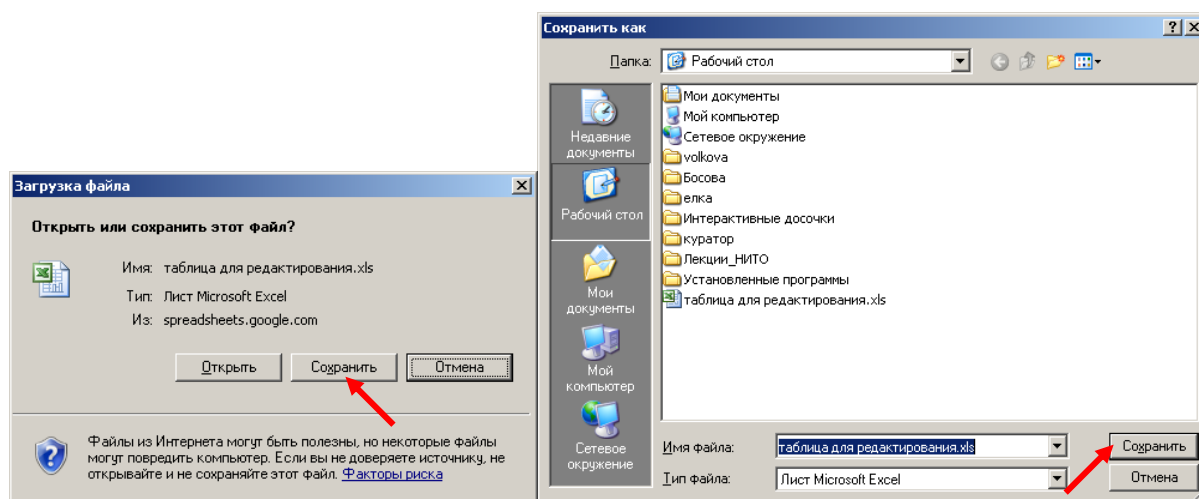 Загрузка файла
Открыть или сохранить этот файл?
Имя: таблица для редактирования.xls
Тип: Лист Microsoft Excel
Из: spreadsheets.google.com
Открыть Сохранить Отмена
Файлы из Интернета могут быть полезны, но некоторые файлы
могут повредить компьютер. Если вы не доверяете источнику, не
открывайте и не сохраняйте этот файл. Факторы риска
Сохранить как
Папка: Рабочий стол
Недавние
документы
Рабочий стол
Мои
документы
Мой
компьютер
Сетевое
окружение
Мои документы
Мой компьютер
Сетевое окружение
volkova
Босова
елка
Интерактивные досочки
куратор
Лекции_НИТО
Установленные программы
таблица для редактирования.xls
Имя файла: таблица для редактирования.xls Сохранить
Тип файла: Лист Microsoft Excel Отмена